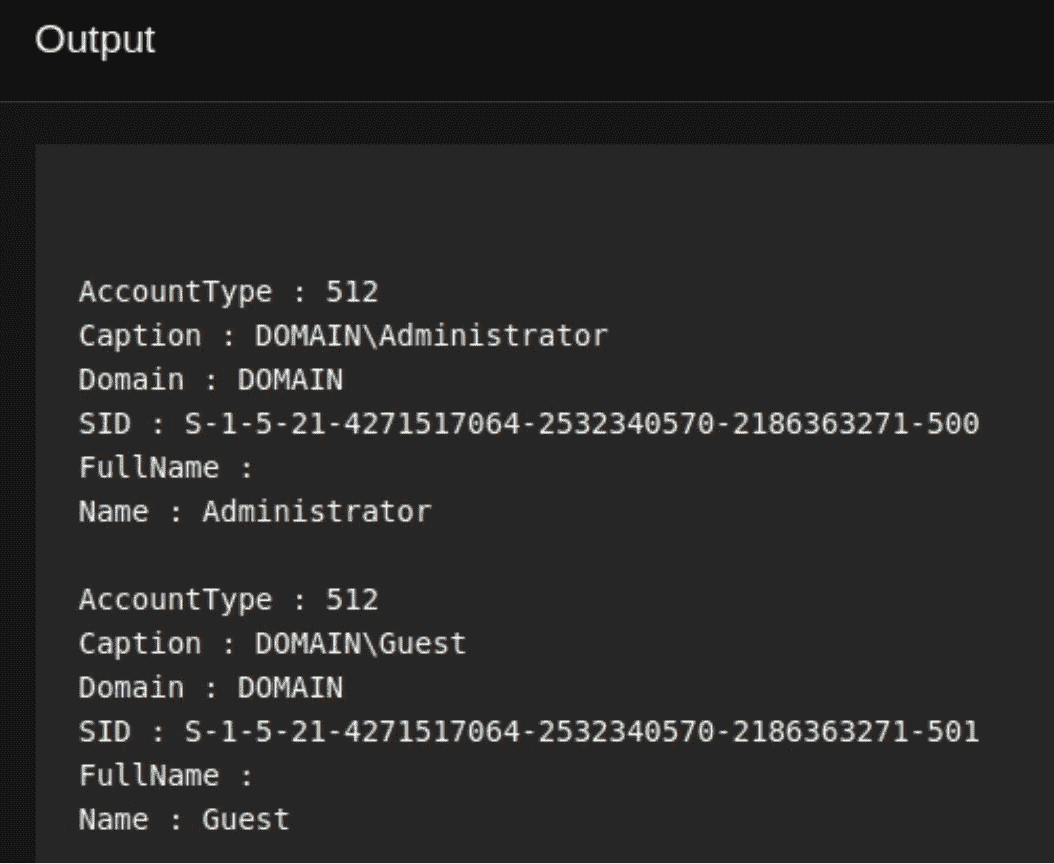 Output
AccountType : 512
Caption : DOMAIN\Administrator
Domain : DOMAIN
SID : S-1-5-21-4271517064-2532340570-2186363271-500
FullName :
Name : Administrator
AccountType : 512
Caption : DOMAIN\Guest
Domain : DOMAIN
SID : S-1-5-21-4271517064-2532340570-2186363271-501
FullName :
Name : Guest